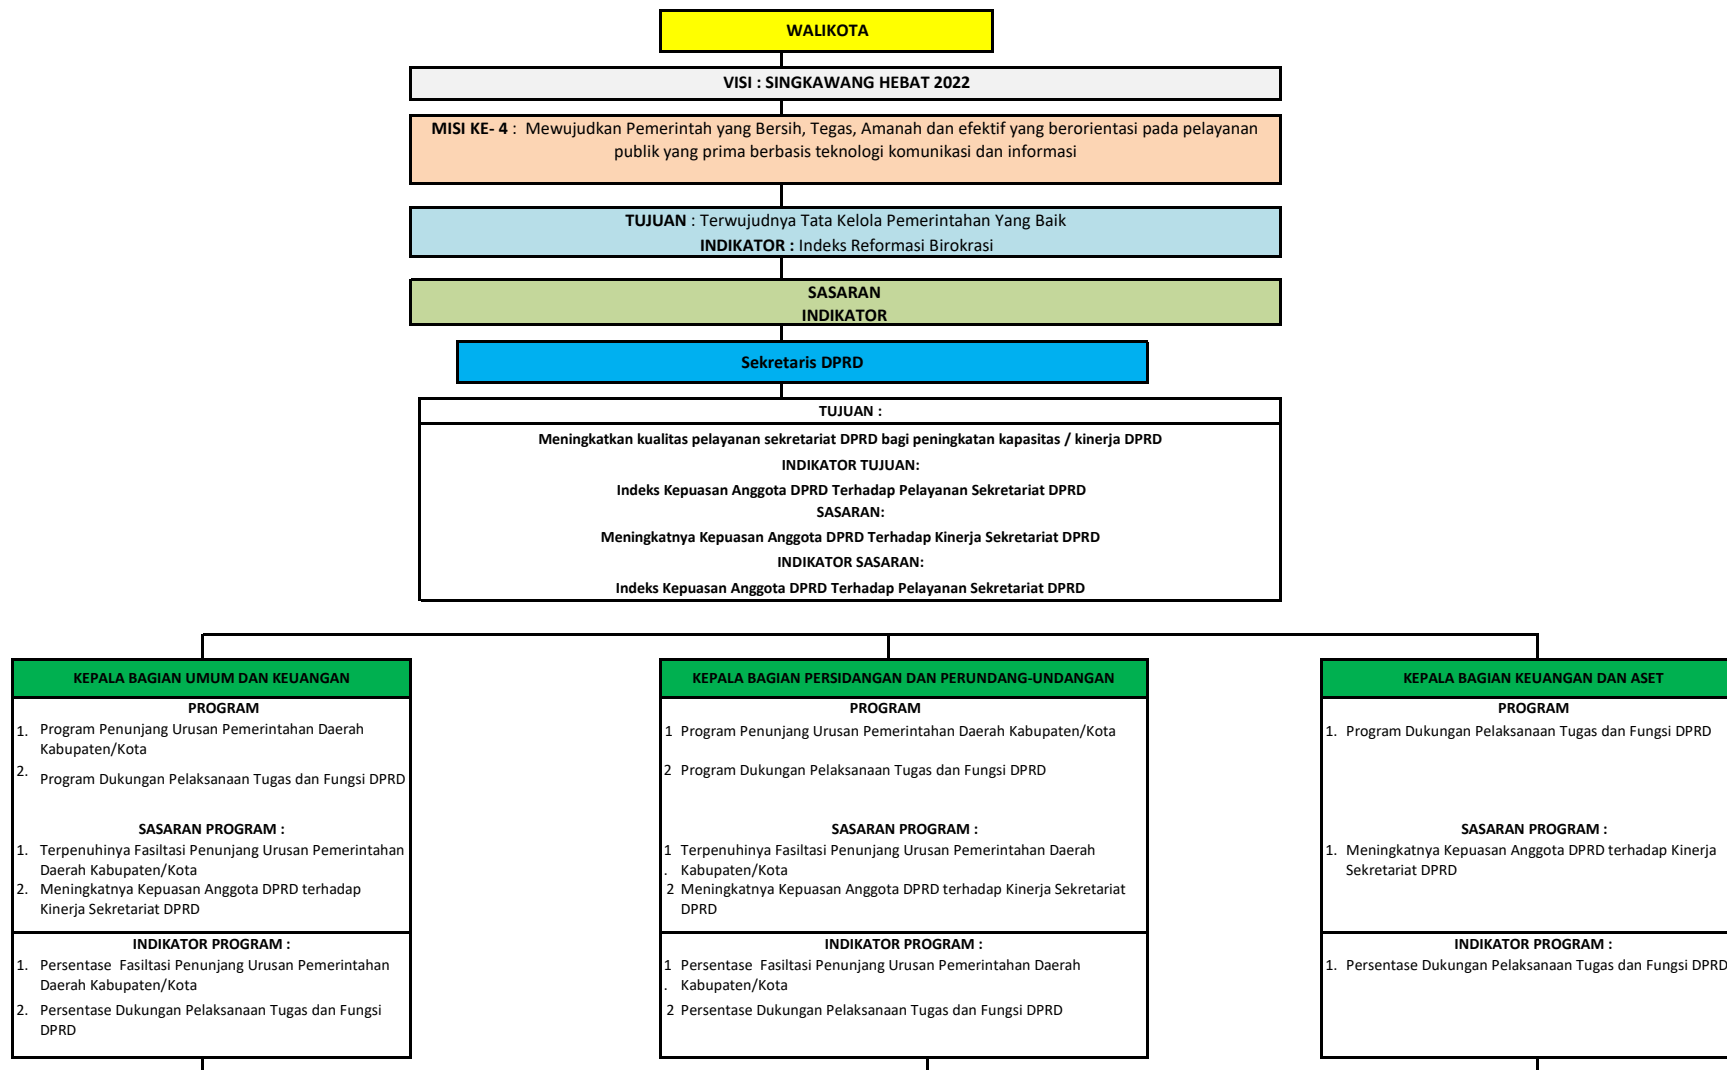 WALIKOTA
VISI : SINGKAWANG HEBAT 2022
MISI KE- 4 : Mewujudkan Pemerintah yang Bersih, Tegas, Amanah dan efektif yang berorientasi pada pelayanan
publik yang prima berbasis teknologi komunikasi dan informasi
TUJUAN : Terwujudnya Tata Kelola Pemerintahan Yang Baik
INDIKATOR : Indeks Reformasi Birokrasi
SASARAN
INDIKATOR
Sekretaris DPRD
TUJUAN :
Meningkatkan kualitas pelayanan sekretariat DPRD bagi peningkatan kapasitas / kinerja DPRD
INDIKATOR TUJUAN:
Indeks Kepuasan Anggota DPRD Terhadap Pelayanan Sekretariat DPRD
SASARAN:
Meningkatnya Kepuasan Anggota DPRD Terhadap Kinerja Sekretariat DPRD
INDIKATOR SASARAN:
Indeks Kepuasan Anggota DPRD Terhadap Pelayanan Sekretariat DPRD
KEPALA BAGIAN UMUM DAN KEUANGAN
PROGRAM
1. Program Penunjang Urusan Pemerintahan Daerah
Kabupaten/Kota
2. Program Dukungan Pelaksanaan Tugas dan Fungsi DPRD
SASARAN PROGRAM :
1. Terpenuhinya Fasiltasi Penunjang Urusan Pemerintahan
Daerah Kabupaten/Kota
2. Meningkatnya Kepuasan Anggota DPRD terhadap
Kinerja Sekretariat DPRD
INDIKATOR PROGRAM :
1. Persentase  Fasiltasi Penunjang Urusan Pemerintahan
Daerah Kabupaten/Kota
2. Persentase Dukungan Pelaksanaan Tugas dan Fungsi
DPRD
KEPALA BAGIAN PERSIDANGAN DAN PERUNDANG-UNDANGAN
PROGRAM
1 Program Penunjang Urusan Pemerintahan Daerah Kabupaten/Kota
2 Program Dukungan Pelaksanaan Tugas dan Fungsi DPRD
SASARAN PROGRAM :
1 Terpenuhinya Fasiltasi Penunjang Urusan Pemerintahan Daerah
. Kabupaten/Kota
2 Meningkatnya Kepuasan Anggota DPRD terhadap Kinerja Sekretariat
DPRD
INDIKATOR PROGRAM :
1 Persentase  Fasiltasi Penunjang Urusan Pemerintahan Daerah
. Kabupaten/Kota
2 Persentase Dukungan Pelaksanaan Tugas dan Fungsi DPRD
KEPALA BAGIAN KEUANGAN DAN ASET
PROGRAM
1. Program Dukungan Pelaksanaan Tugas dan Fungsi DPRD
SASARAN PROGRAM :
1. Meningkatnya Kepuasan Anggota DPRD terhadap Kinerja
Sekretariat DPRD
INDIKATOR PROGRAM :
1. Persentase Dukungan Pelaksanaan Tugas dan Fungsi DPRD